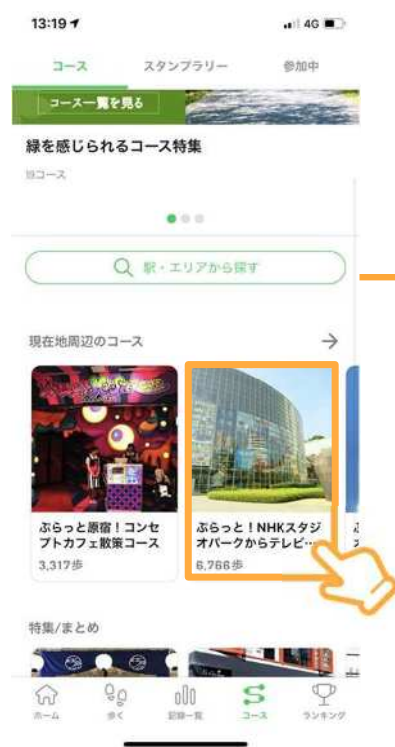 13:19
4G
コース スタンプラリー 参加中
コース一覧を見る
緑を感じられるコース特集
19コース
駅・エリアから探す
現在地周辺のコース
ぶらっと原宿！コンセ
プトカフェ散策コース
3,317歩
ぶらっと！NHKスタジ
オパークからテレビ…
6,766歩
特集/まとめ
ホーム 歩く 記録一覧 コース ランキング